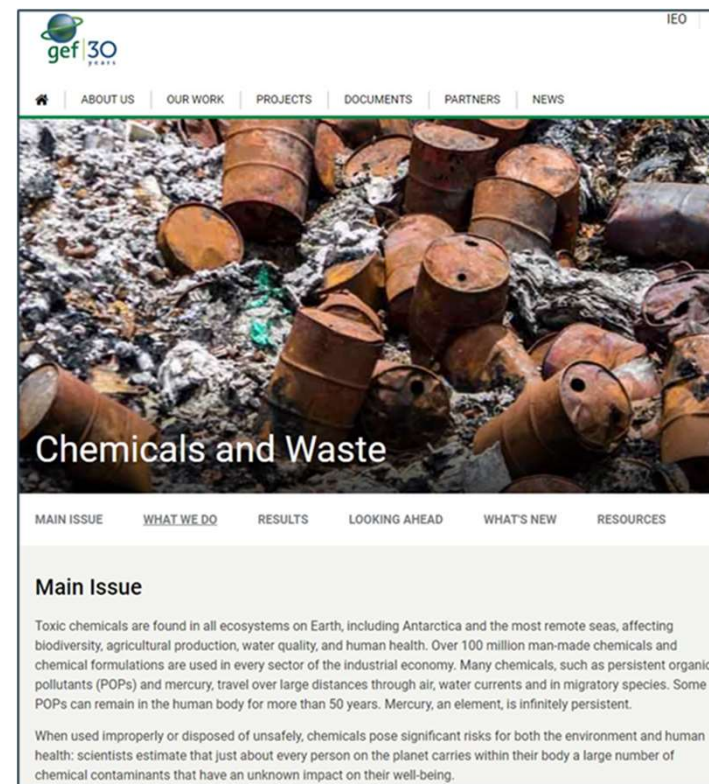 IEO
gef 30
years
ABOUT US OUR WORK PROJECTS DOCUMENTS PARTNERS NEWS
Chemicals and Waste
MAIN ISSUE WHAT WE DO RESULTS LOOKING AHEAD WHAT'S NEW RESOURCES
Main Issue
Toxic chemicals are found in all ecosystems on Earth, including Antarctica and the most remote seas, affecting
biodiversity, agricultural production, water quality, and human health. Over 100 million man-made chemicals and
chemical formulations are used in every sector of the industrial economy. Many chemicals, such as persistent organic
pollutants (POPs) and mercury, travel over large distances through air, water currents and in migratory species. Some
POPs can remain in the human body for more than 50 years. Mercury, an element, is infinitely persistent.
When used improperly or disposed of unsafely, chemicals pose significant risks for both the environment and human
health: scientists estimate that just about every person on the planet carries within their body a large number of
chemical contaminants that have an unknown impact on their well-being.